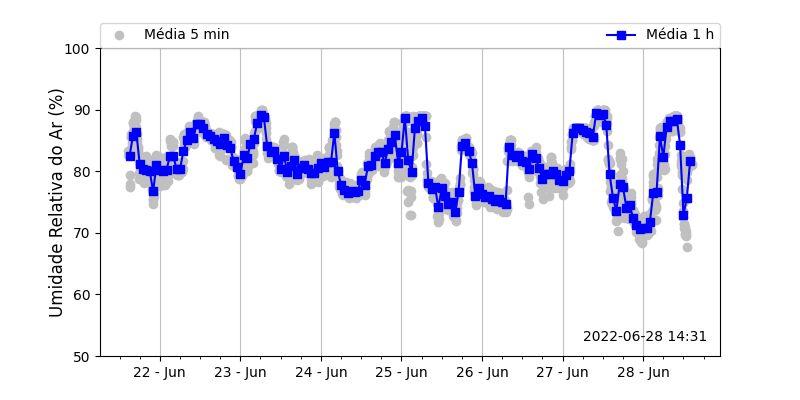 Média 5 min
Média 1 h
Umidade Relativa do Ar (%)
100
90
80
70
60
50
2022-06-28 14:31
22 - Jun
23 - Jun
24 - Jun
25 - Jun
26 - Jun
27 - Jun
28 - Jun